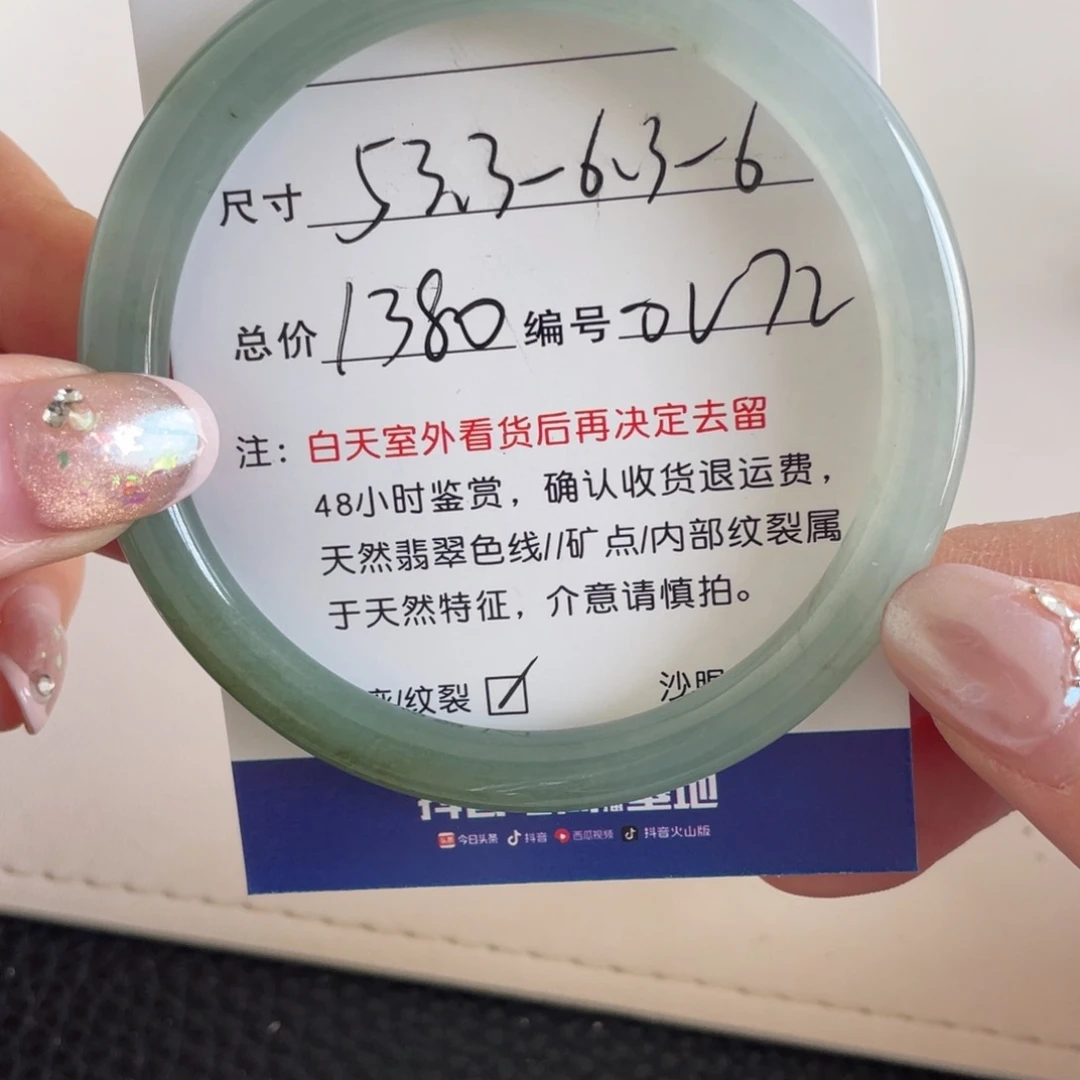 尺寸 53.3-6.3-6
总价 1380 编号
注：白天室外看货后再决定去留
48小时鉴赏，确认收货退运费，
天然翡翠色线//矿点/内部纹裂属
于天然特征，介意请慎拍。
/纹裂 ☑ 沙眼
今日头条 抖音 西瓜视频 抖音火山版